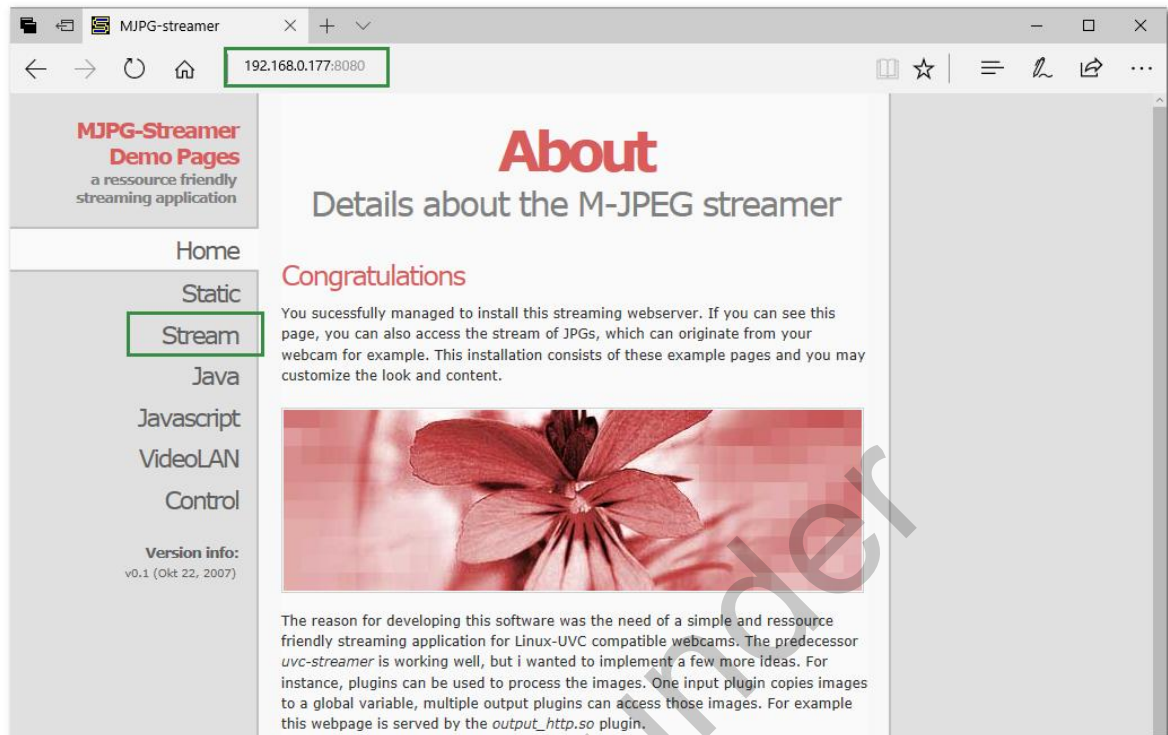 MJPG-streamer
192.168.0.177:8080
MJPG-Streamer
Demo Pages
a ressource friendly
streaming application
Home
Static
Stream
Java
Javascript
VideoLAN
Control
Version info:
v0.1 (Okt 22, 2007)
About
Details about the M-JPEG streamer
Congratulations
You sucessfully managed to install this streaming webserver. If you can see this
page, you can also access the stream of JPGs, which can originate from your
webcam for example. This installation consists of these example pages and you may
customize the look and content.
The reason for developing this software was the need of a simple and ressource
friendly streaming application for Linux-UVC compatible webcams. The predecessor
uvc-streamer is working well, but i wanted to implement a few more ideas. For
instance, plugins can be used to process the images. One input plugin copies images
to a global variable, multiple output plugins can access those images. For example
this webpage is served by the output_http.so plugin.